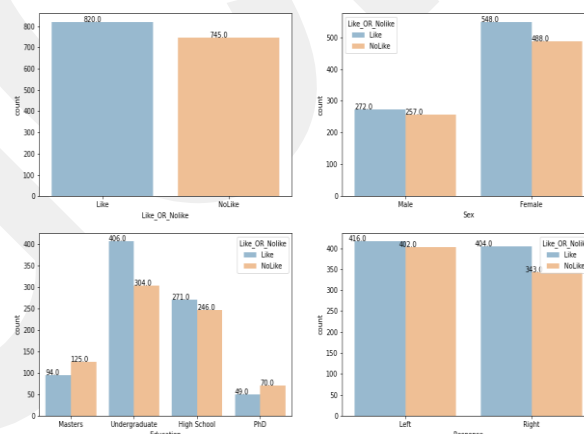 820.0
745.0
800
700
600
500
400
300
200
100
0
count
Like NoLike
Like_OR_Nolike
548.0
488.0
272.0
257.0
Like_OR_Nolike
Like
NoLike
500
400
300
200
100
0
count
Male Female
Sex
406.0
304.0
271.0
246.0
94.0
125.0
49.0
70.0
Like_OR_Nolike
Like
NoLike
400
350
300
250
200
150
100
50
0
count
Masters Undergraduate High School PhD
Education
416.0
402.0
404.0
343.
Like_OR_Nolik
Like
NoLike
400
350
300
250
200
150
100
50
0
count
Left Right
Response